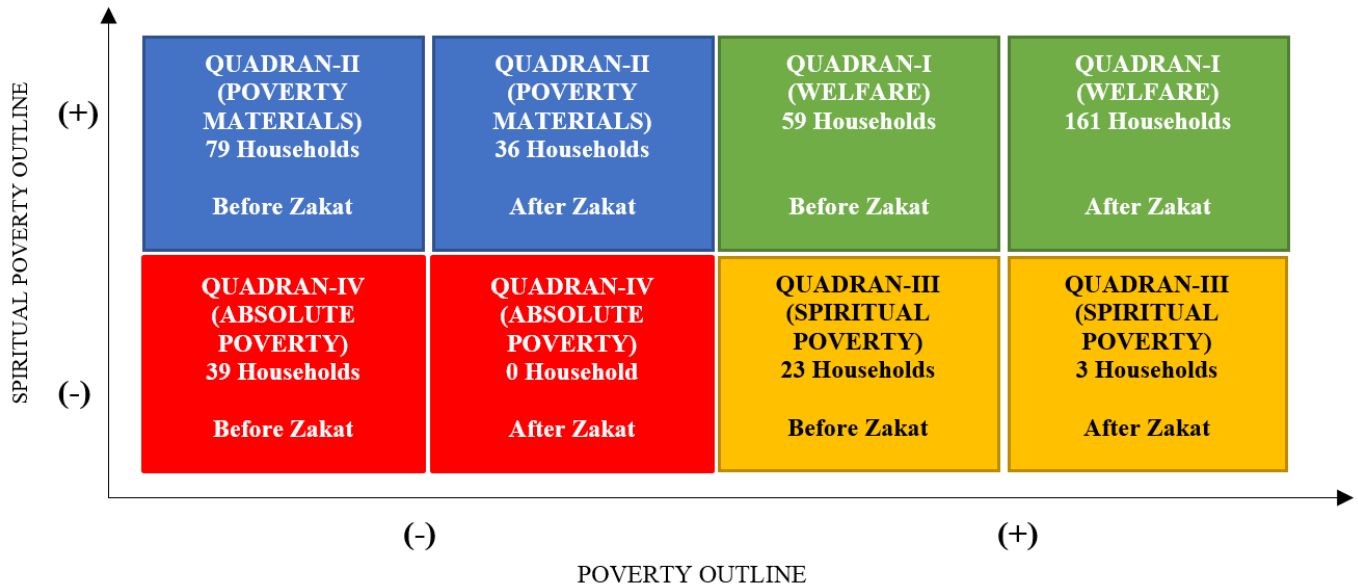 SPIRITUAL POVERTY OUTLINE
(+)
(-)
QUADRAN-II
(POVERTY
MATERIALS)
79 Households
Before Zakat
QUADRAN-II
(POVERTY
MATERIALS)
36 Households
After Zakat
QUADRAN-I
(WELFARE)
59 Households
Before Zakat
QUADRAN-I
(WELFARE)
161 Households
After Zakat
QUADRAN-IV
(ABSOLUTE
POVERTY)
39 Households
Before Zakat
QUADRAN-IV
(ABSOLUTE
POVERTY)
0 Household
After Zakat
QUADRAN-III
(SPIRITUAL
POVERTY)
23 Households
Before Zakat
QUADRAN-III
(SPIRITUAL
POVERTY)
3 Households
After Zakat
(-)
(+)
POVERTY OUTLINE